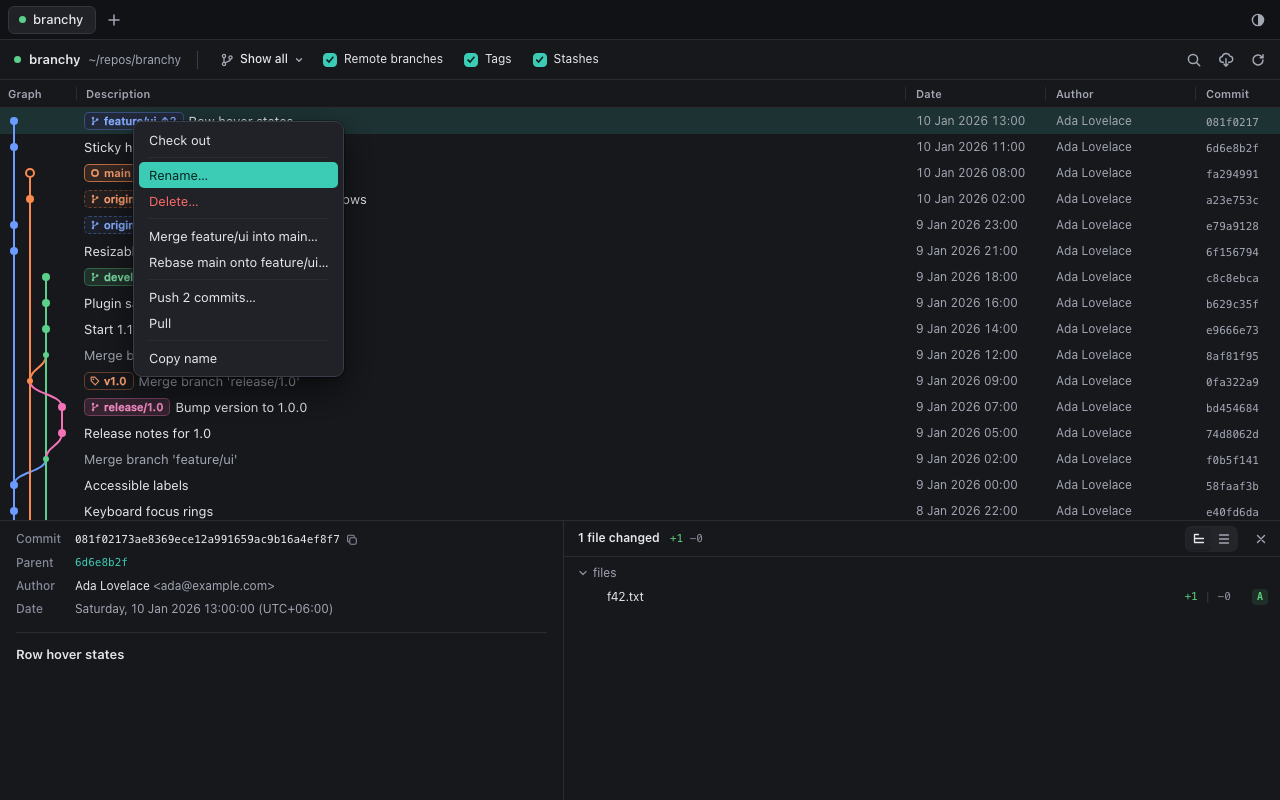 branchy
branchy ~/repos/branchy Show all Remote branches Tags Stashes
Graph Description Date Author Commit
feature/ui 10 Jan 2026 13:00 Ada Lovelace 081f0217
Check out
Sticky 10 Jan 2026 11:00 Ada Lovelace 6d6e8b2f
main 10 Jan 2026 08:00 Ada Lovelace fa294991
Rename...
10 Jan 2026 02:00 Ada Lovelace a23e753c
Delete...
9 Jan 2026 23:00 Ada Lovelace e79a9128
Merge feature/ui into main...
9 Jan 2026 21:00 Ada Lovelace 6f156794
Rebase main onto feature/ui...
9 Jan 2026 18:00 Ada Lovelace c8c8ebca
Push 2 commits...
Plugin 9 Jan 2026 16:00 Ada Lovelace b629c35f
Pull
Start 1.1 9 Jan 2026 14:00 Ada Lovelace e9666e73
Merge 9 Jan 2026 12:00 Ada Lovelace 8af81f95
Copy name
v1.0 Merge branch 'release/1.0' 9 Jan 2026 09:00 Ada Lovelace 0fa322a9
release/1.0 Bump version to 1.0.0 9 Jan 2026 07:00 Ada Lovelace bd454684
Release notes for 1.0 9 Jan 2026 05:00 Ada Lovelace 74d8062d
Merge branch 'feature/ui' 9 Jan 2026 02:00 Ada Lovelace f0b5f141
Accessible labels 9 Jan 2026 00:00 Ada Lovelace 58faaf3b
Keyboard focus rings 8 Jan 2026 22:00 Ada Lovelace e40fd6da
Commit 081f02173ae8369ece12a991659ac9b16a4ef8f7
Parent 6d6e8b2f
Author Ada Lovelace <ada@example.com>
Date Saturday, 10 Jan 2026 13:00:00 (UTC+06:00)
Row hover states
1 file changed +1 −0
files
f42.txt +1 | −0 A